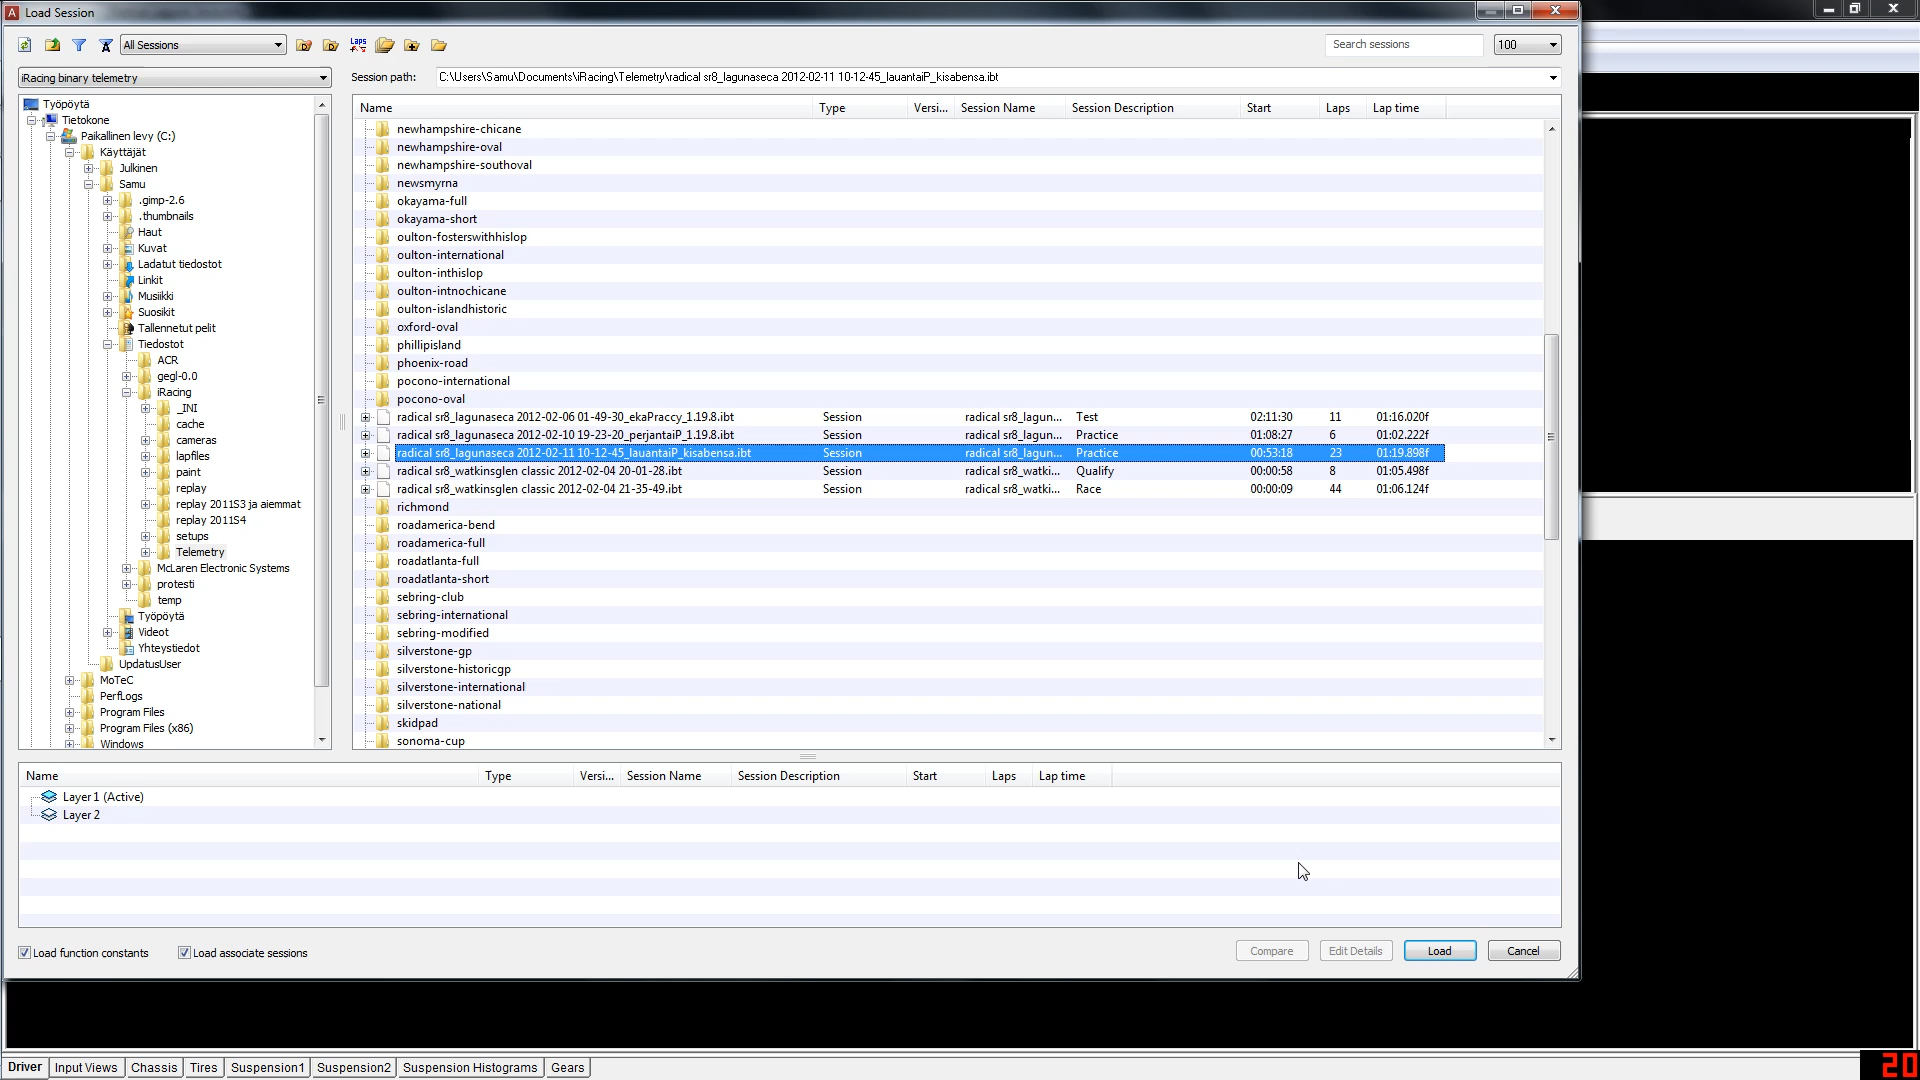 Load Session
All Sessions
Laps
Search sessions
100
iRacing binary telemetry
Session path:
C:\Users\Samu\Documents\iRacing\Telemetry\radical sr8_lagunaseca 2012-02-11 10-12-45_lauantaiP_kisabensa.ibt
Työpöytä
Tietokone
Paikallinen levy (C:)
Käyttäjät
Julkinen
Samu
.gimp-2.6
.thumbnails
Haut
Kuvat
Ladatut tiedostot
Linkit
Musiikki
Suosikit
Tallennetut pelit
Tiedostot
ACR
gegl-0.0
iRacing
_INI
cache
cameras
lapfiles
paint
replay
replay 2011S3 ja aiemmat
replay 2011S4
setups
Telemetry
McLaren Electronic Systems
protesti
temp
Työpöytä
Videot
Yhteystiedot
UpdatusUser
MoTeC
PerfLogs
Program Files
Program Files (x86)
Windows
Name Type Versi... Session Name Session Description Start Laps Lap time
newhampshire-chicane
newhampshire-oval
newhampshire-southoval
newsmyrna
okayama-full
okayama-short
oulton-fosterswithhislop
oulton-international
oulton-inthislop
oulton-intnochicane
oulton-islandhistoric
oxford-oval
phillipisland
phoenix-road
pocono-international
pocono-oval
radical sr8_lagunaseca 2012-02-06 01-49-30_ekaPraccy_1.19.8.ibt Session radical sr8_lagun... Test 02:11:30 11 01:16.020f
radical sr8_lagunaseca 2012-02-10 19-23-20_perjantaiP_1.19.8.ibt Session radical sr8_lagun... Practice 01:08:27 6 01:02.222f
radical sr8_lagunaseca 2012-02-11 10-12-45_lauantaiP_kisabensa.ibt Session radical sr8_lagun... Practice 00:53:18 23 01:19.898f
radical sr8_watkinsglen classic 2012-02-04 20-01-28.ibt Session radical sr8_watki... Qualify 00:00:58 8 01:05.498f
radical sr8_watkinsglen classic 2012-02-04 21-35-49.ibt Session radical sr8_watki... Race 00:00:09 44 01:06.124f
richmond
roadamerica-bend
roadamerica-full
roadatlanta-full
roadatlanta-short
sebring-club
sebring-international
sebring-modified
silverstone-gp
silverstone-historicgp
silverstone-international
silverstone-national
skidpad
sonoma-cup
Name Type Versi... Session Name Session Description Start Laps Lap time
Layer 1 (Active)
Layer 2
Load function constants
Load associate sessions
Compare
Edit Details
Load
Cancel
Driver Input Views Chassis Tires Suspension1 Suspension2 Suspension Histograms Gears
20